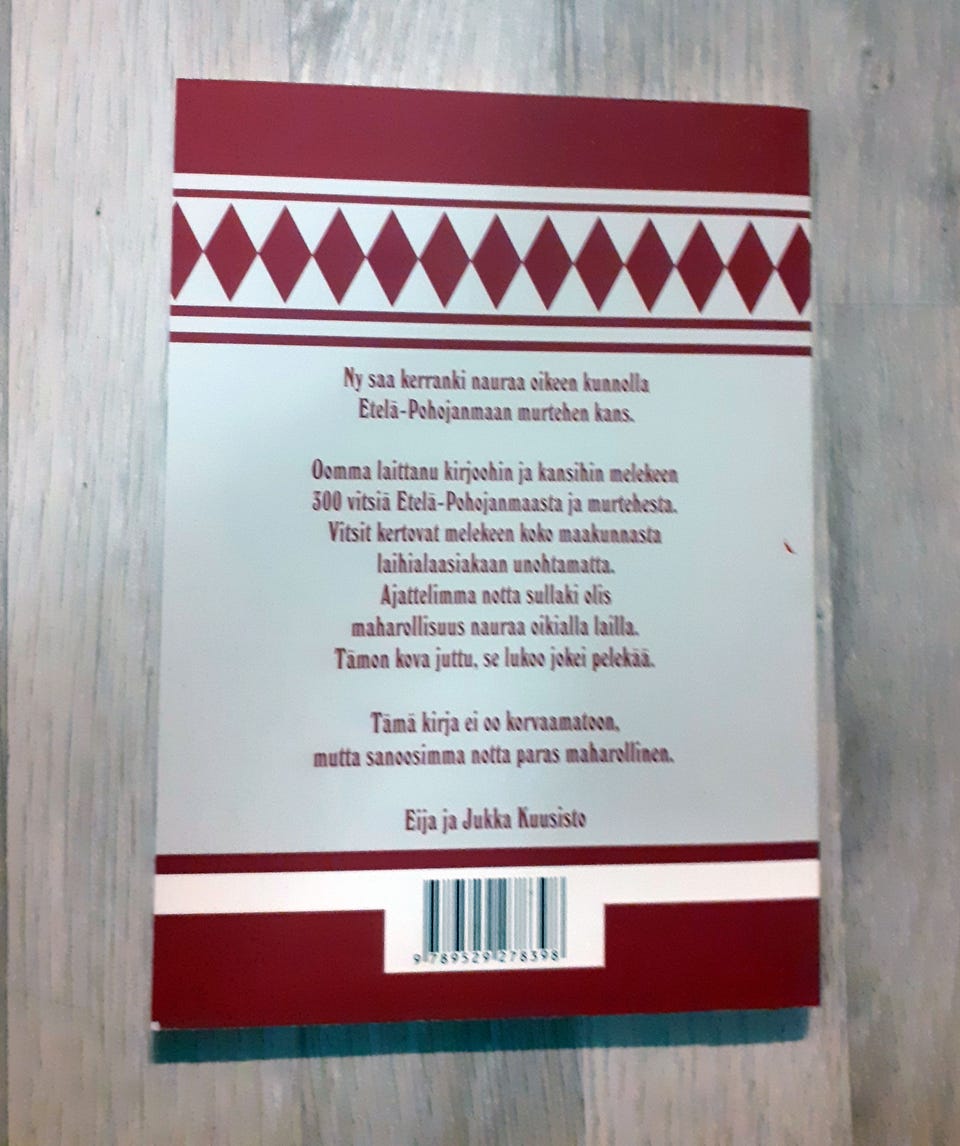 Ny saa kerranki nauraa oikeen kunnolla
Etelä-Pohojanmaan murtehen kans.
Oomma laittanu kirjoohin ja kansihin melekeen
300 vitsiä Etelä-Pohojanmaasta ja murtehesta.
Vitsit kertovat melekeen koko maakunnasta
laihialaasiakaan unohtamatta.
Ajattelimma notta sullaki olis
maharollisuus nauraa oikialla lailla.
Tämon kova juttu, se lukoo jokei pelekää.
Tämä kirja ei oo korvaamatoon,
mutta sanoosimma notta paras maharollinen.
Eija ja Jukka Kuusisto
9 789529 278398